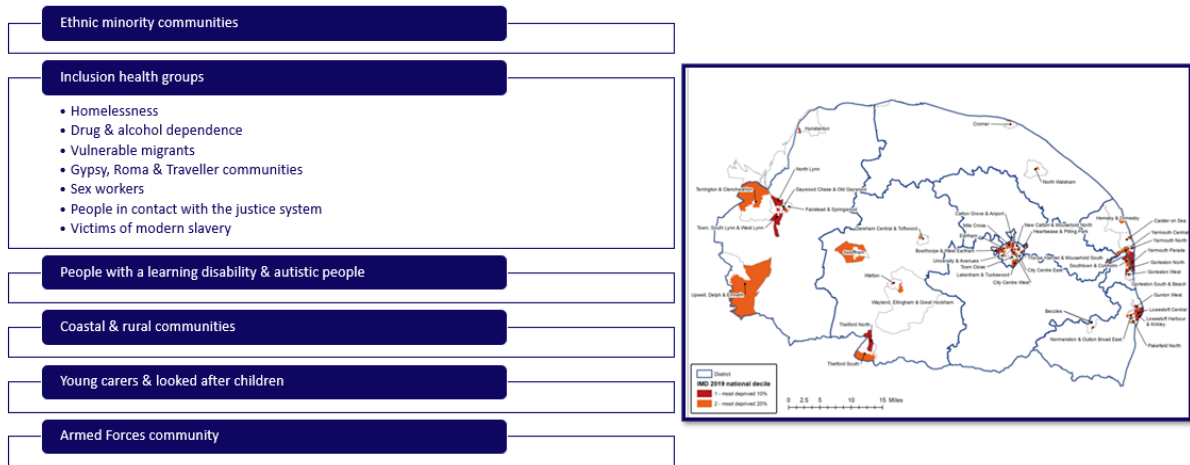 Ethnic minority communities
Inclusion health groups
• Homelessness
• Drug & alcohol dependence
• Vulnerable migrants
• Gypsy, Roma & Traveller communities
• Sex workers
• People in contact with the justice system
• Victims of modern slavery
People with a learning disability & autistic people
Coastal & rural communities
Young carers & looked after children
Armed Forces community
Hunstanton
Cromer
North Lynn
North Walsham
Terrington & Clenchwarton
Gaywood Chase & Old Gaywood
Fairstead & Springwood
Town, South Lynn & West Lynn
Catton Grove & Airport
Hemsby & Ormesby
Mile Cross
New Catton & Mousehold North
Caister on Sea
Dereham Central & Toftwood
Earlham
Heartsease & Pilling Park
Yarmouth Central
Yarmouth North
Bowthorpe & West Earlham
Yarmouth Parade
Swaffham
University & Avenues
Thorpe Hamlet & Mousehold South
Southtown & Cobholm
Gorleston North
Town Close
City Centre East
Gorleston West
Watton
Lakenham & Tuckswood
Gorleston South & Beach
City Centre West
Upwell, Delph & Emneth
Gunton West
Wayland, Ellingham & Great Hockham
Beccles
Lowestoft Central
Thetford North
Lowestoft Harbour
& Kirkley
Normanston & Oulton Broad East
Thetford South
Pakefield North
District
IMD 2019 national decile
1 - most deprived 10%
2 - most deprived 20%
0 2.5 5 10 15 Miles